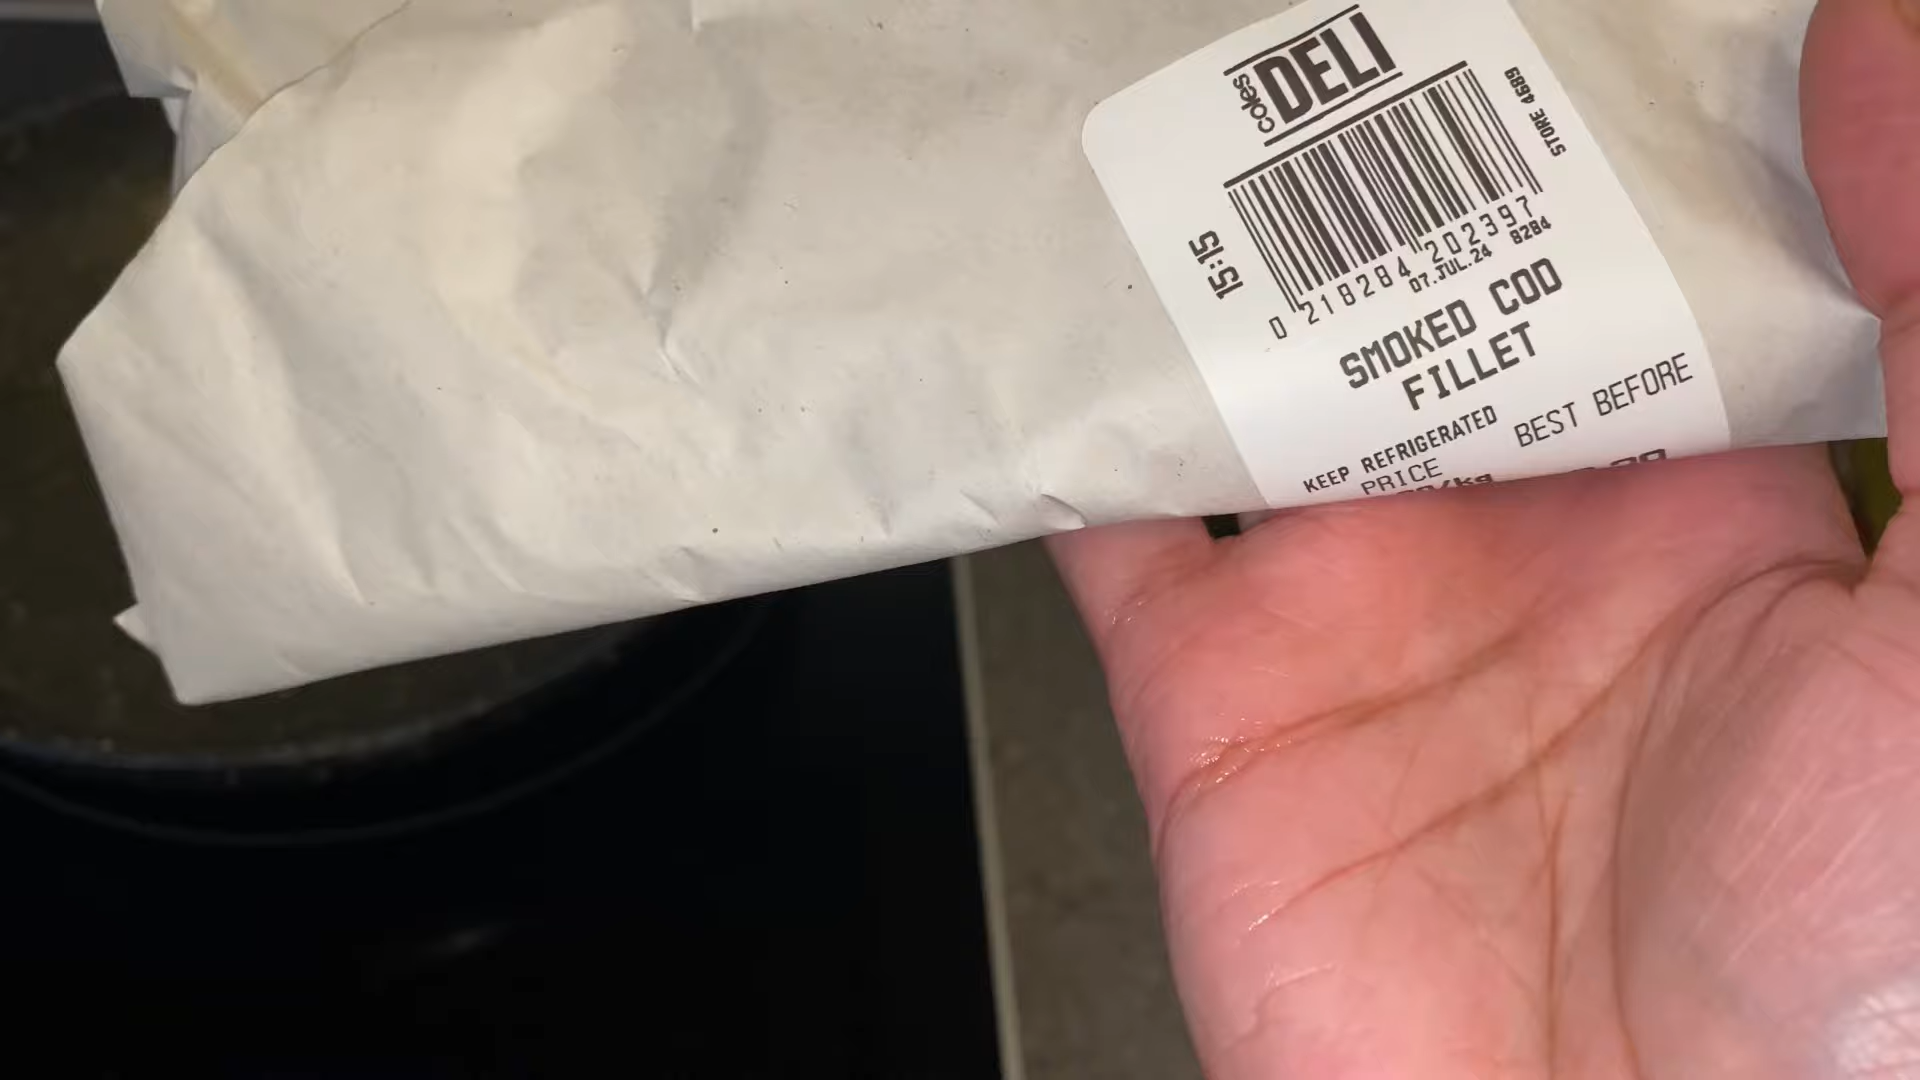 coles DELI
STORE 4689
15:15
0 218284 202397
07.JUL.24 8284
SMOKED COD
FILLET
KEEP REFRIGERATED
BEST BEFORE
PRICE
/kg